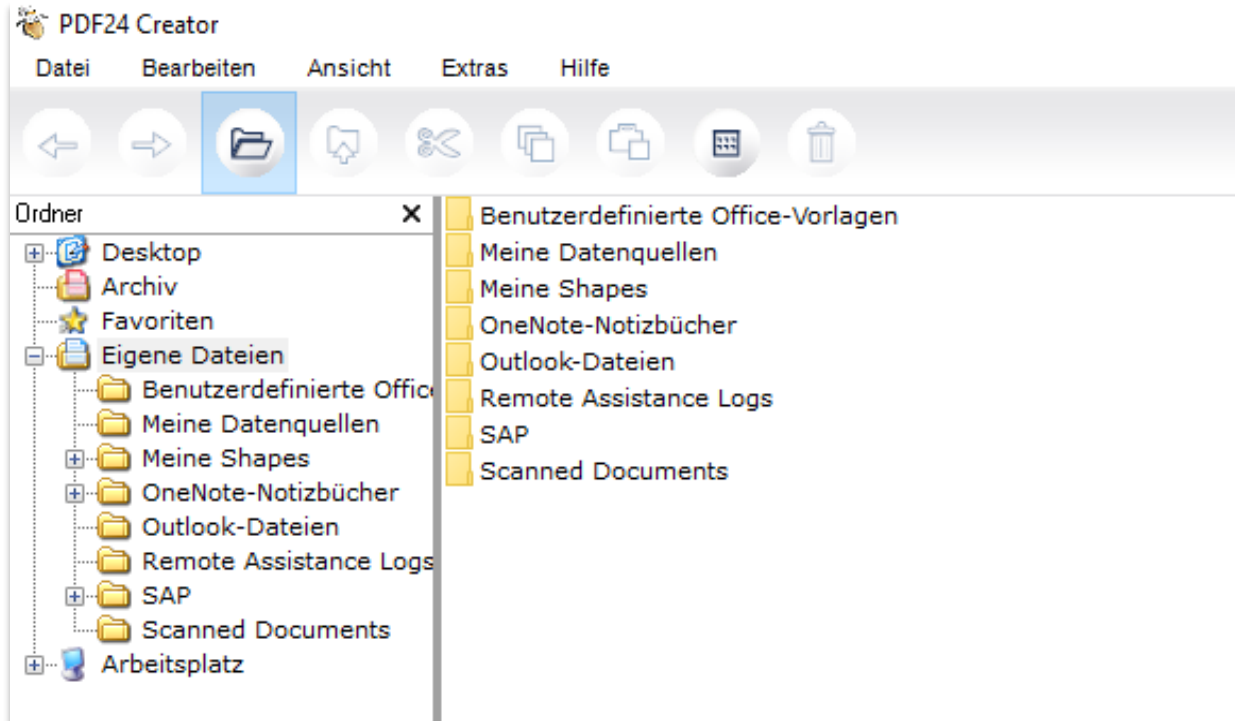 PDF24 Creator
Datei Bearbeiten Ansicht Extras Hilfe
Ordner
Desktop
Archiv
Favoriten
Eigene Dateien
Benutzerdefinierte Office
Meine Datenquellen
Meine Shapes
OneNote-Notizbücher
Outlook-Dateien
Remote Assistance Logs
SAP
Scanned Documents
Arbeitsplatz
Benutzerdefinierte Office-Vorlagen
Meine Datenquellen
Meine Shapes
OneNote-Notizbücher
Outlook-Dateien
Remote Assistance Logs
SAP
Scanned Documents